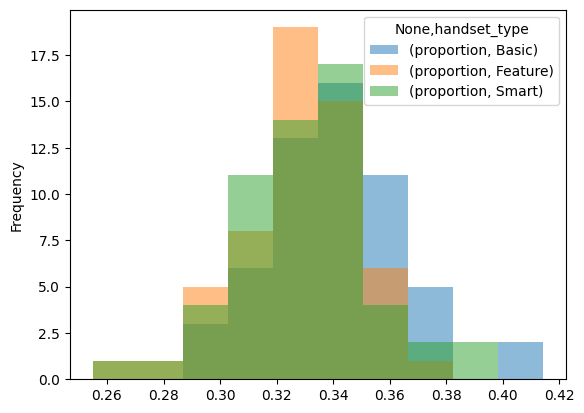 None,handset_type
(proportion, Basic)
(proportion, Feature)
(proportion, Smart)
Frequency
17.5
15.0
12.5
10.0
7.5
5.0
2.5
0.0
0.26 0.28 0.30 0.32 0.34 0.36 0.38 0.40 0.42